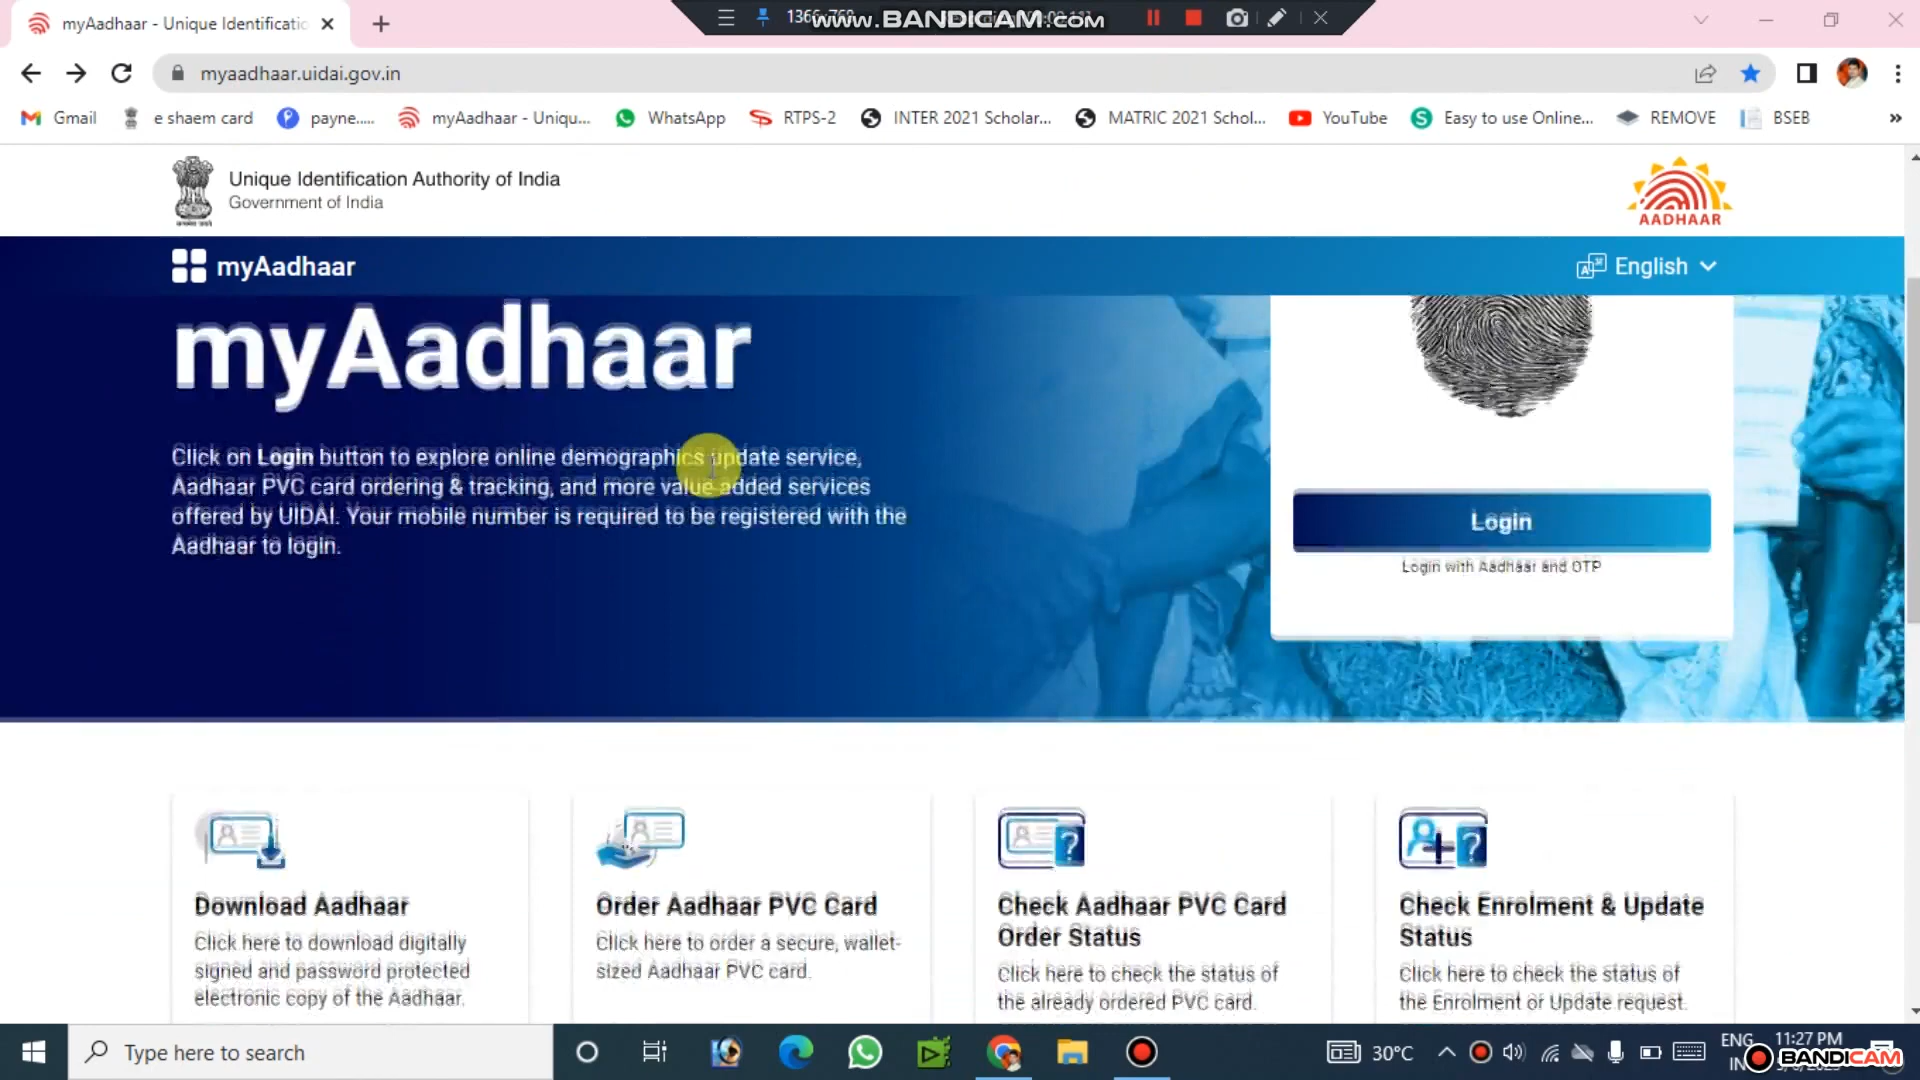 myAadhaar - Unique Identificatio
www.BANDICAM.com
myaadhaar.uidai.gov.in
Gmail
e shaem card
payne.....
myAadhaar - Uniqu...
WhatsApp
RTPS-2
INTER 2021 Scholar...
MATRIC 2021 Schol...
YouTube
Easy to use Online...
REMOVE
BSEB
»
Unique Identification Authority of India
Government of India
AADHAAR
myAadhaar
English
myAadhaar
Click on Login button to explore online demographics update service,
Aadhaar PVC card ordering & tracking, and more value added services
offered by UIDAI. Your mobile number is required to be registered with the
Aadhaar to login.
Login
Login with Aadhaar and OTP
Download Aadhaar
Click here to download digitally
signed and password protected
electronic copy of the Aadhaar.
Order Aadhaar PVC Card
Click here to order a secure, wallet-
sized Aadhaar PVC card.
Check Aadhaar PVC Card
Order Status
Click here to check the status of
the already ordered PVC card.
Check Enrolment & Update
Status
Click here to check the status of
the Enrolment or Update request.
Type here to search
30°C
ENG
11:27 PM
BANDICAM